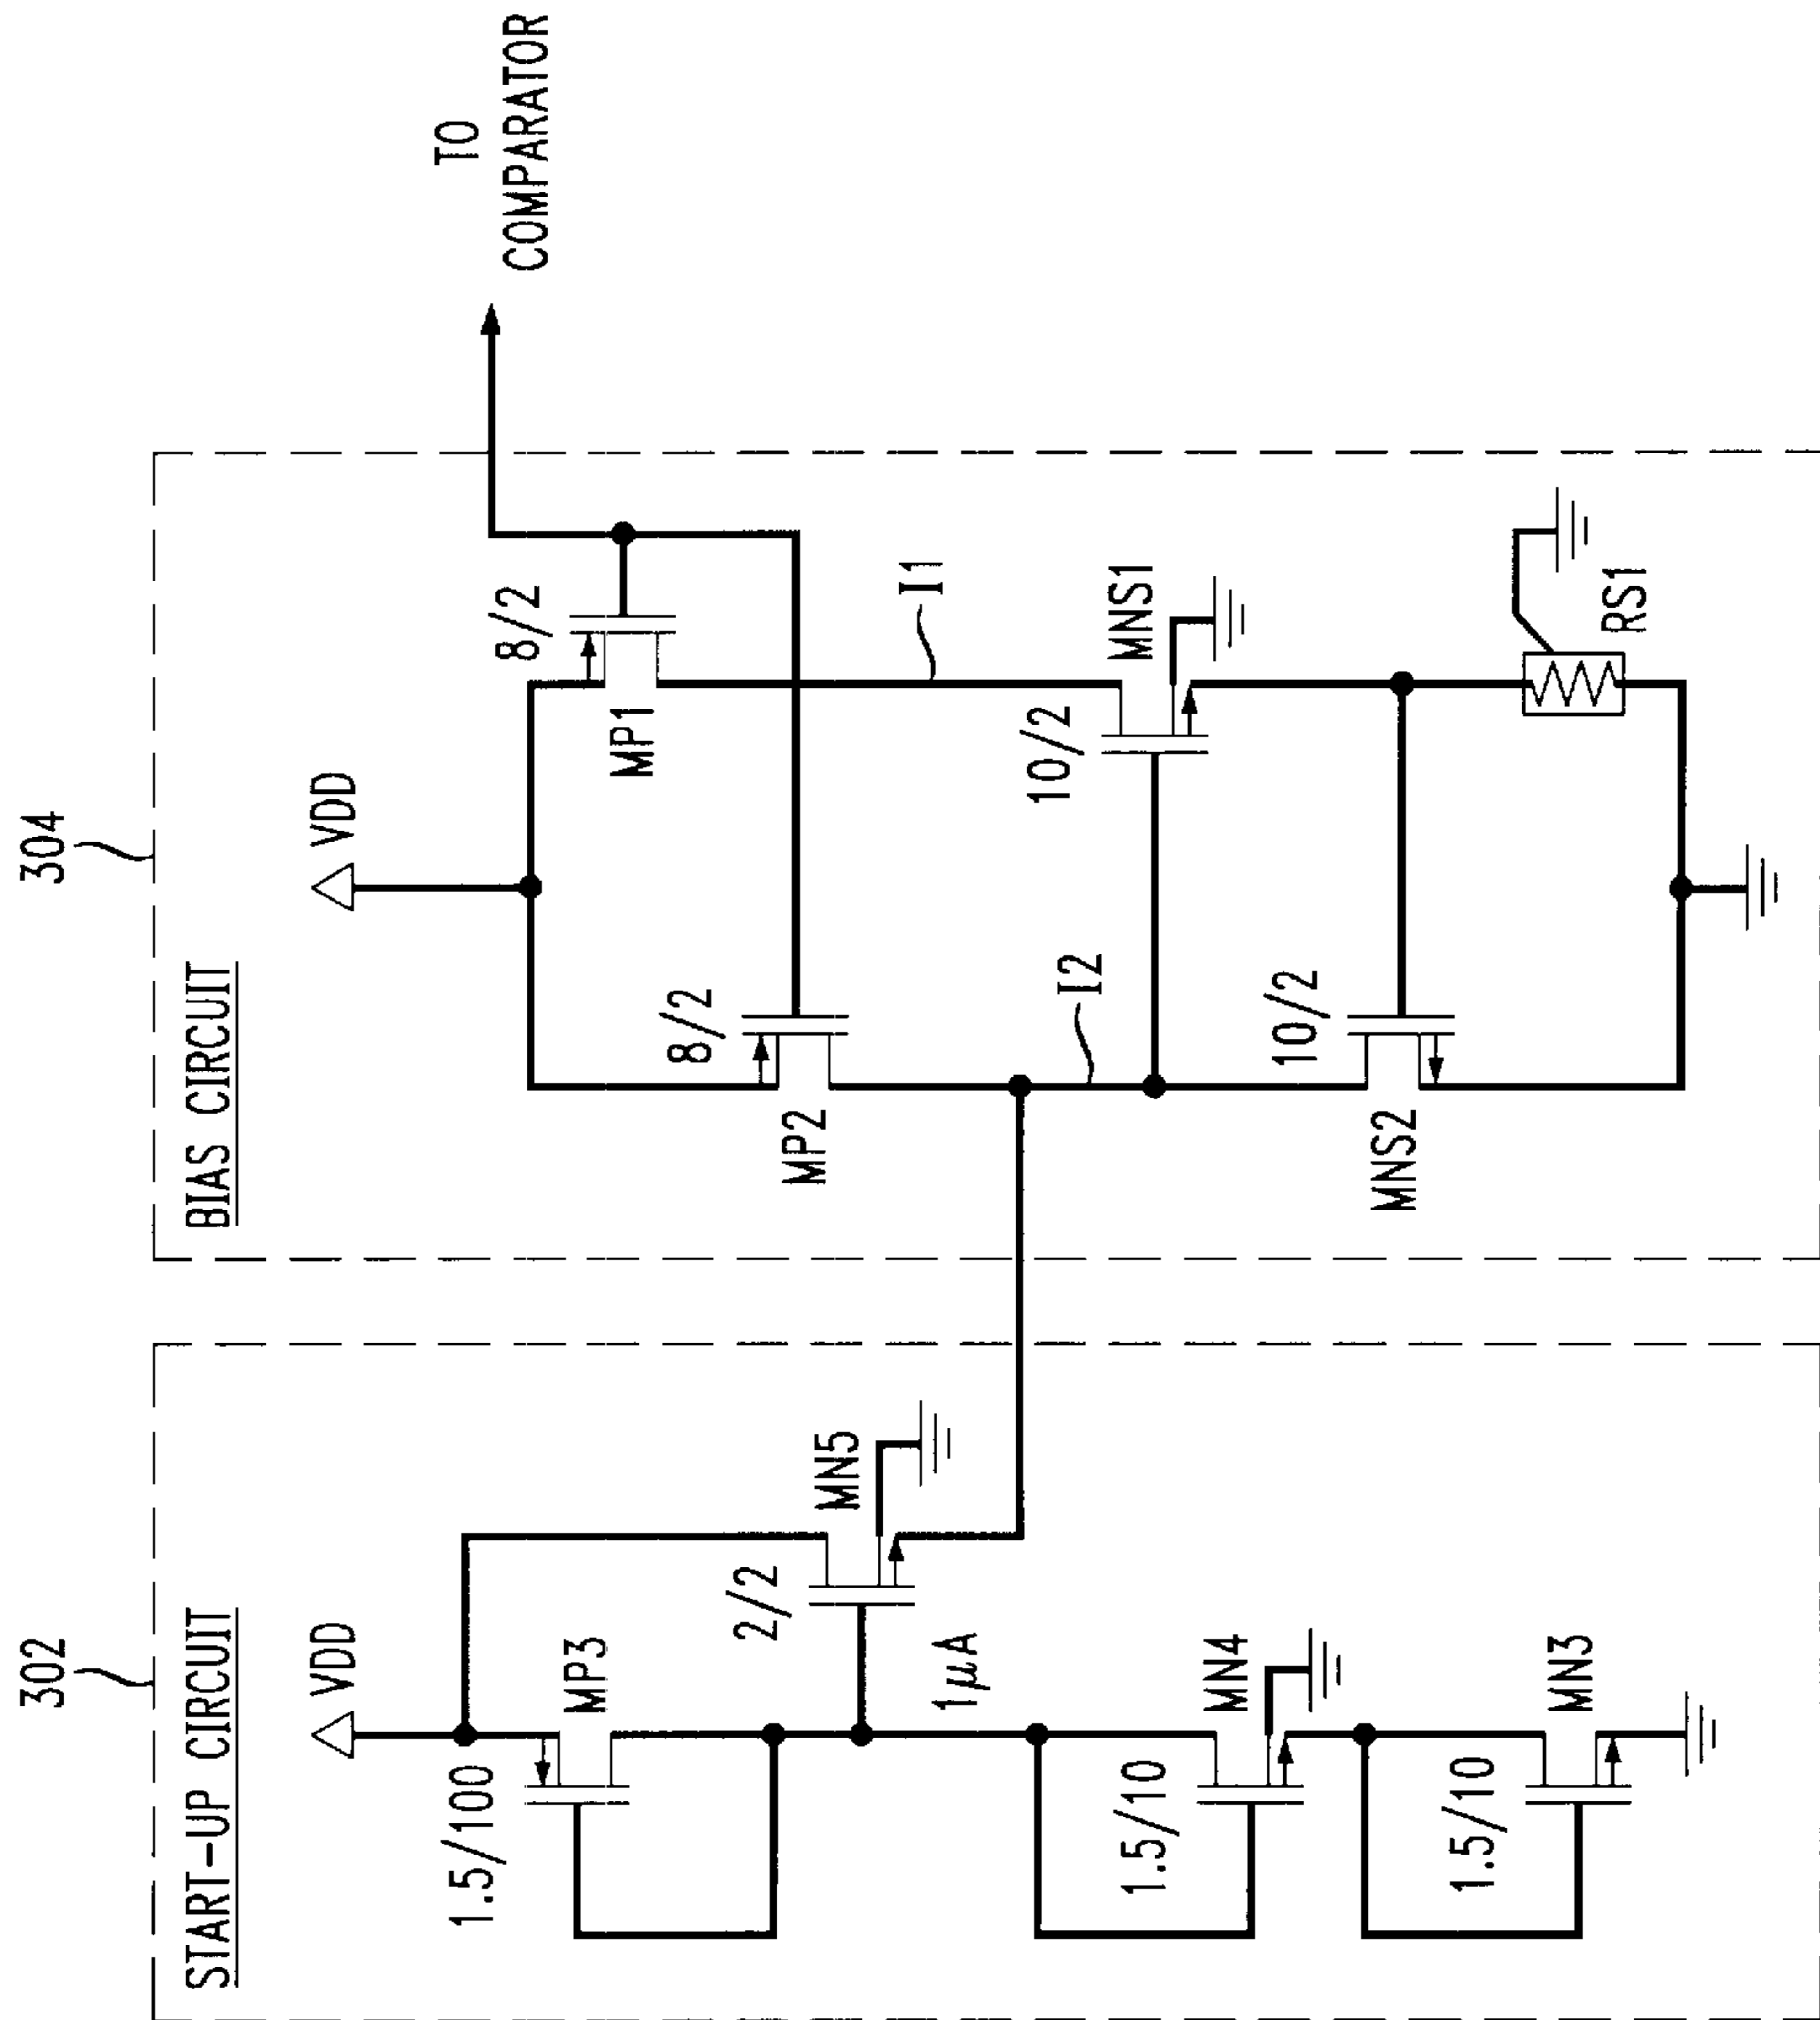 302
START-UP CIRCUIT
VDD
1.5/100
MP3
2/2
MN5
1μA
1.5/10
MN4
1.5/10
MN3
304
BIAS CIRCUIT
VDD
TO
COMPARATOR
8/2
MP2
8/2
MP1
I1
I2
10/2
MNS1
10/2
MNS2
RS1